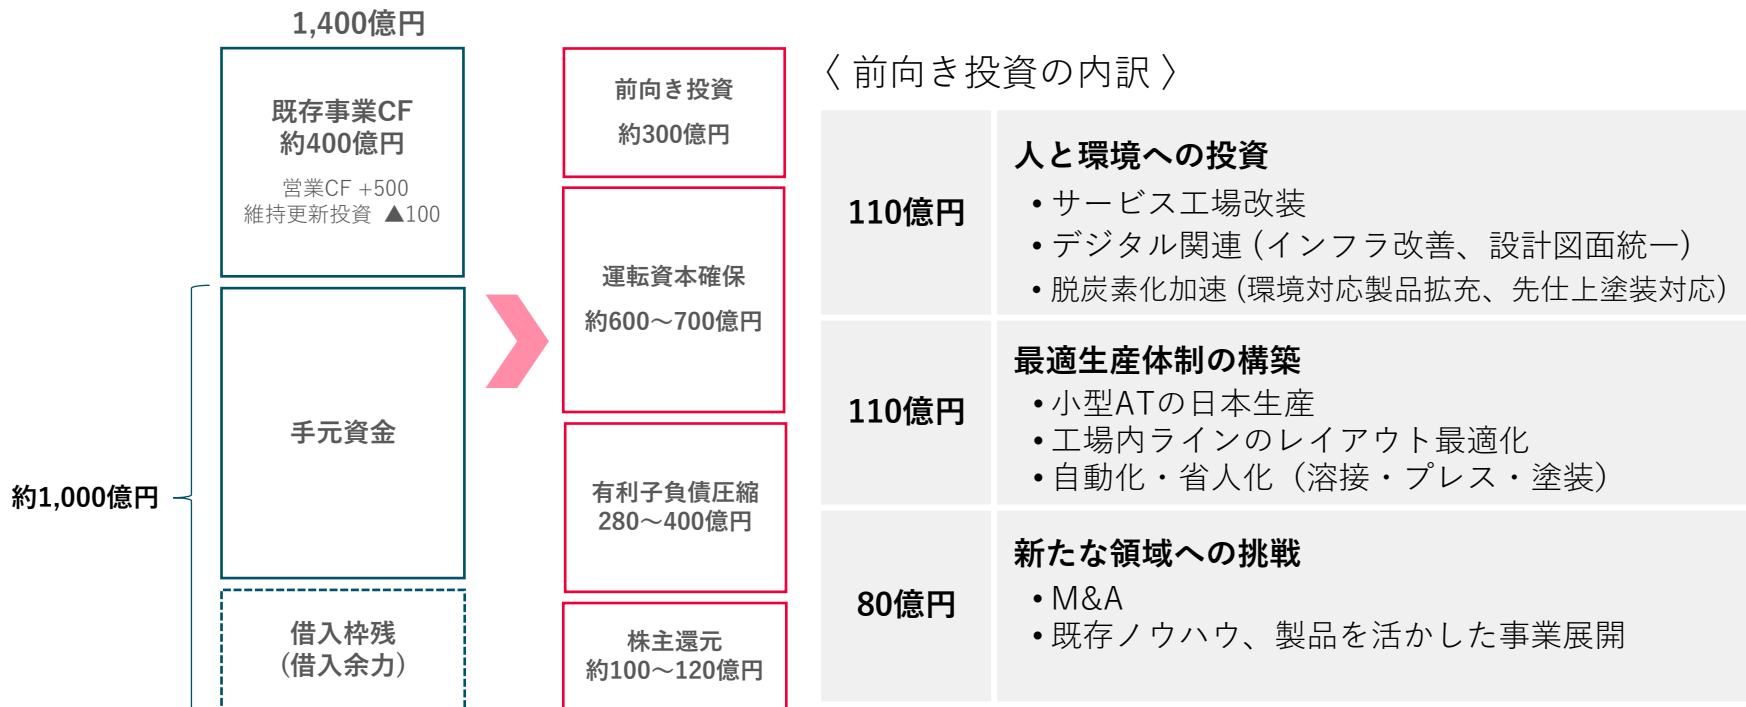 1,400億円
既存事業CF
約400億円
営業CF +500
維持更新投資 ▲100
手元資金
約1,000億円
借入枠残
(借入余力)
前向き投資
約300億円
運転資本確保
約600～700億円
有利子負債圧縮
280～400億円
株主還元
約100～120億円
〈 前向き投資の内訳 〉
110億円
人と環境への投資
• サービス工場改装
• デジタル関連 (インフラ改善、設計図面統一)
• 脱炭素化加速 (環境対応製品拡充、先仕上塗装対応)
110億円
最適生産体制の構築
• 小型ATの日本生産
• 工場内ラインのレイアウト最適化
• 自動化・省人化（溶接・プレス・塗装）
80億円
新たな領域への挑戦
• M&A
• 既存ノウハウ、製品を活かした事業展開